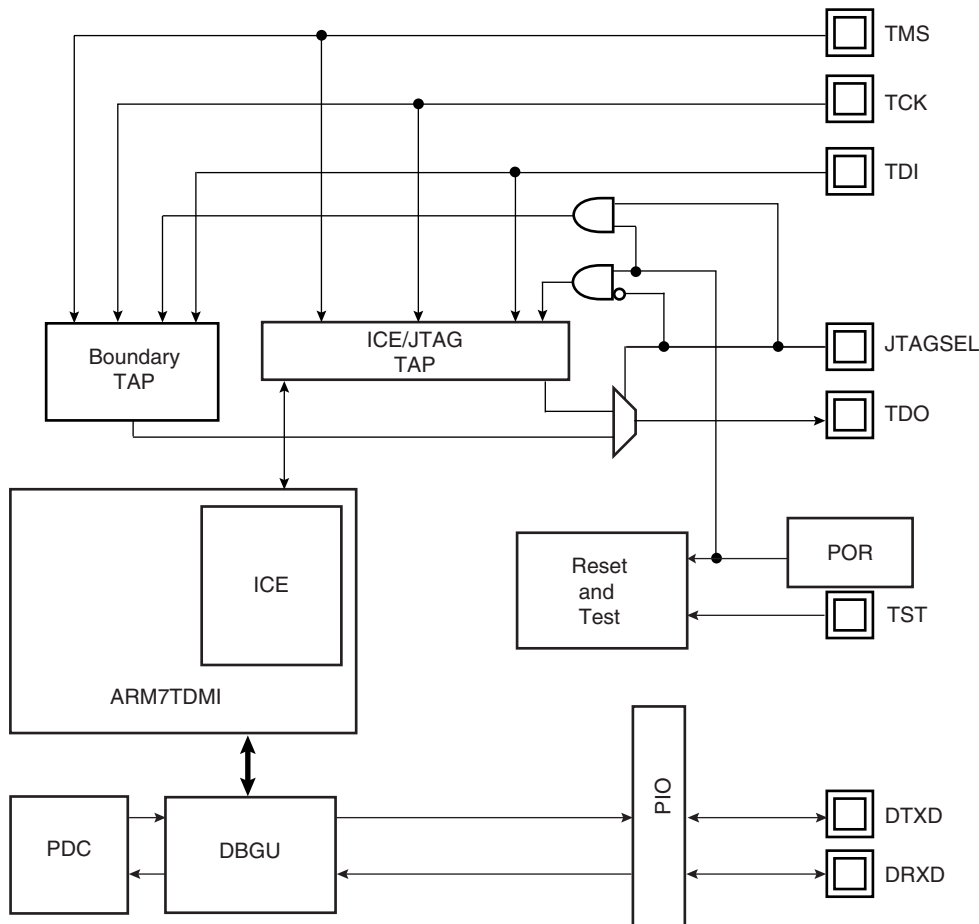 TMS
TCK
TDI
Boundary
TAP
ICE/JTAG
TAP
JTAGSEL
TDO
ICE
ARM7TDMI
Reset
and
Test
POR
TST
PDC
DBGU
PIO
DTXD
DRXD